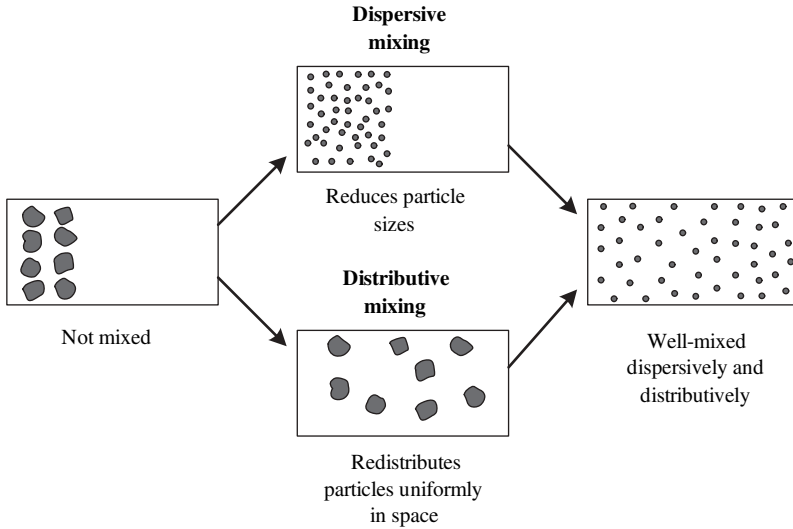 Dispersive
mixing
Reduces particle
sizes
Not mixed
Distributive
mixing
Redistributes
particles uniformly
in space
Well-mixed
dispersively and
distributively